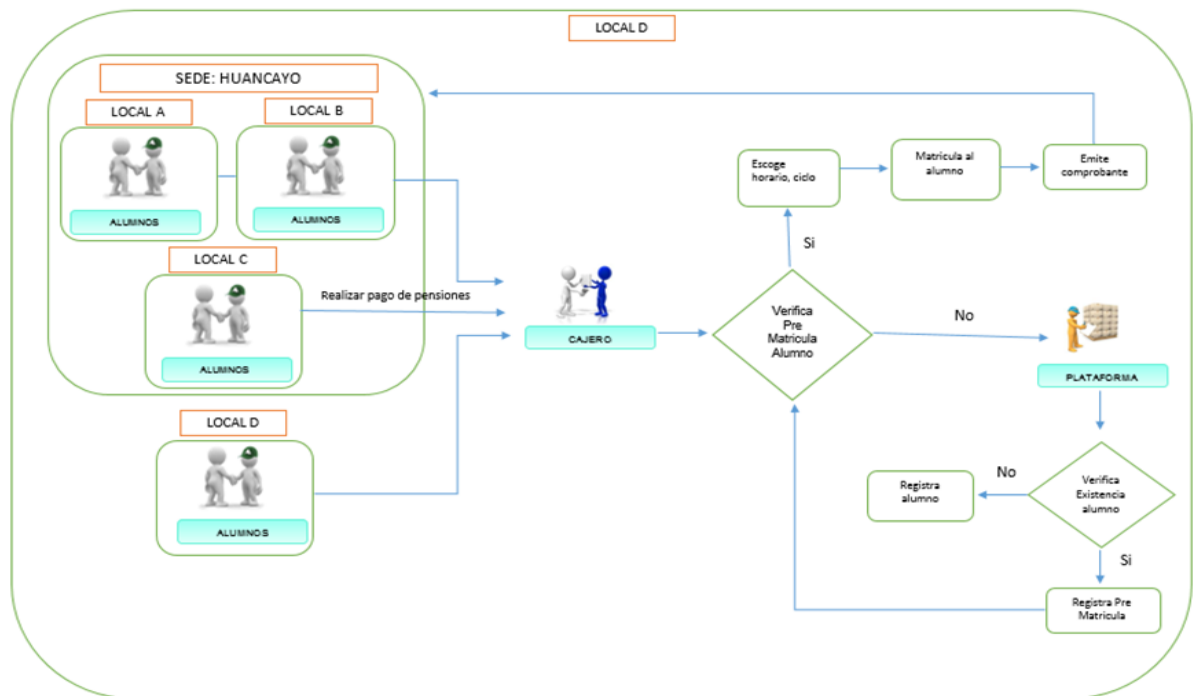 LOCAL D
SEDE: HUANCAYO
LOCAL A
LOCAL B
ALUMNOS
ALUMNOS
LOCAL C
ALUMNOS
Realizar pago de pensiones
LOCAL D
ALUMNOS
CAJERO
Verifica
Pre
Matricula
Alumno
Si
Escoge
horario, ciclo
Matricula al
alumno
Emite
comprobante
No
PLATAFORMA
Verifica
Existencia
alumno
No
Registra
alumno
Si
Registra Pre
Matricula